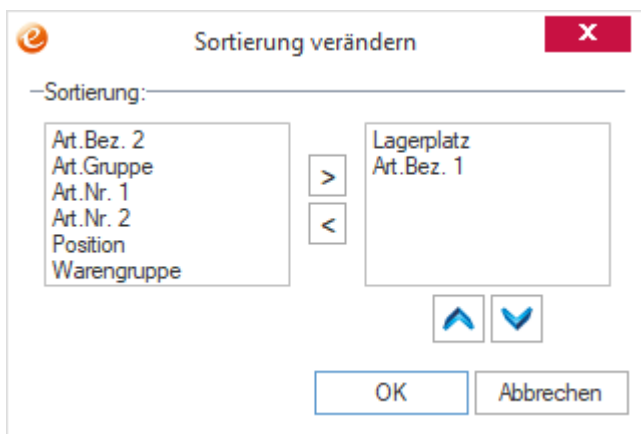 Sortierung verändern
x
Sortierung:
Art.Bez. 2
Art.Gruppe
Art.Nr. 1
Art.Nr. 2
Position
Warengruppe
>
<
Lagerplatz
Art.Bez. 1
OK
Abbrechen